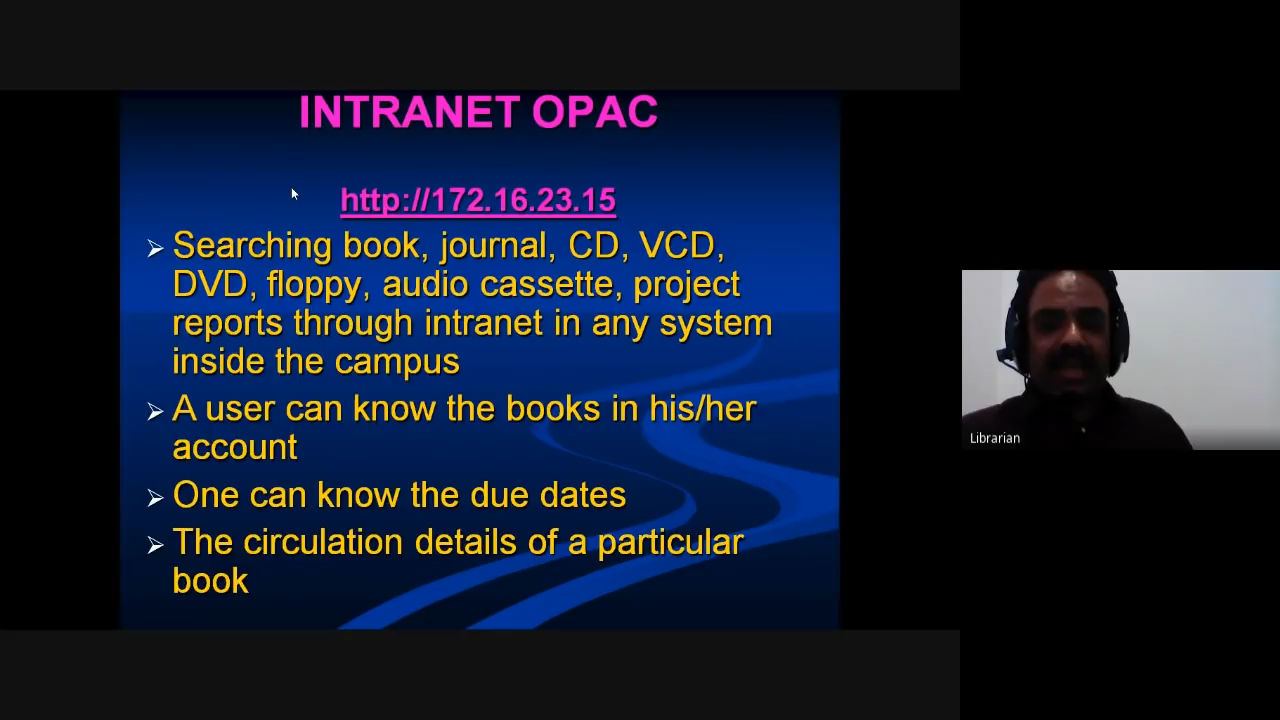 INTRANET OPAC
http://172.16.23.15
Searching book, journal, CD, VCD,
DVD, floppy, audio cassette, project
reports through intranet in any system
inside the campus
A user can know the books in his/her
account
One can know the due dates
The circulation details of a particular
book
Librarian